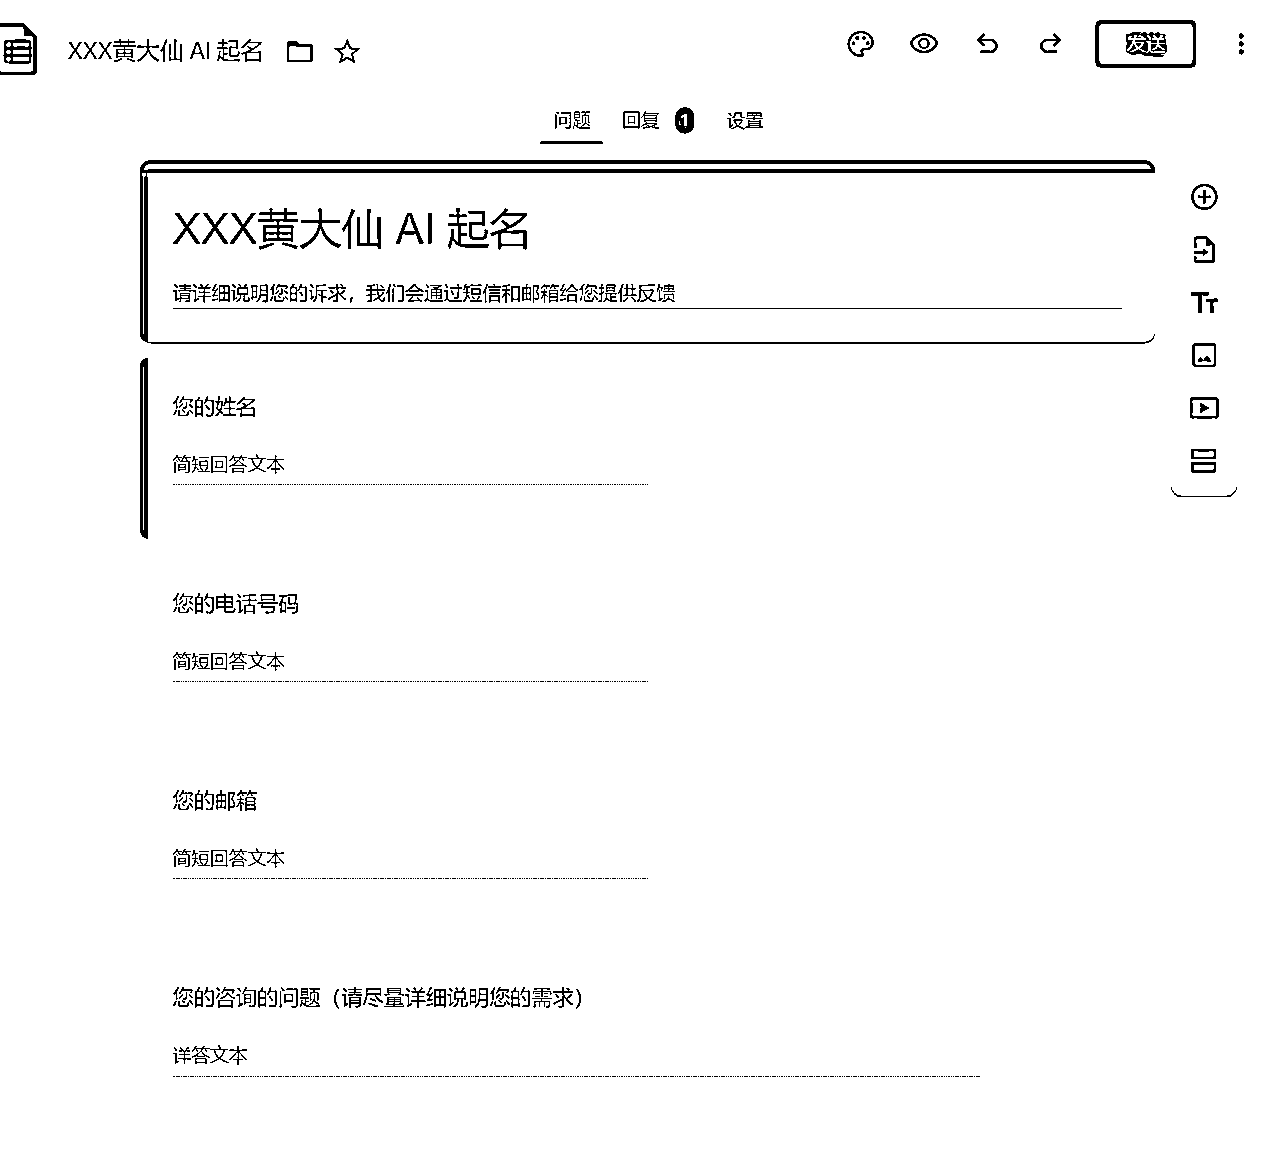 XXX黄大仙 AI 起名
发送
问题 回复 1 设置
XXX黄大仙 AI 起名
请详细说明您的诉求，我们会通过短信和邮箱给您提供反馈
Tr
您的姓名
简短回答文本
您的电话号码
简短回答文本
您的邮箱
简短回答文本
您的咨询的问题（请尽量详细说明您的需求）
详答文本